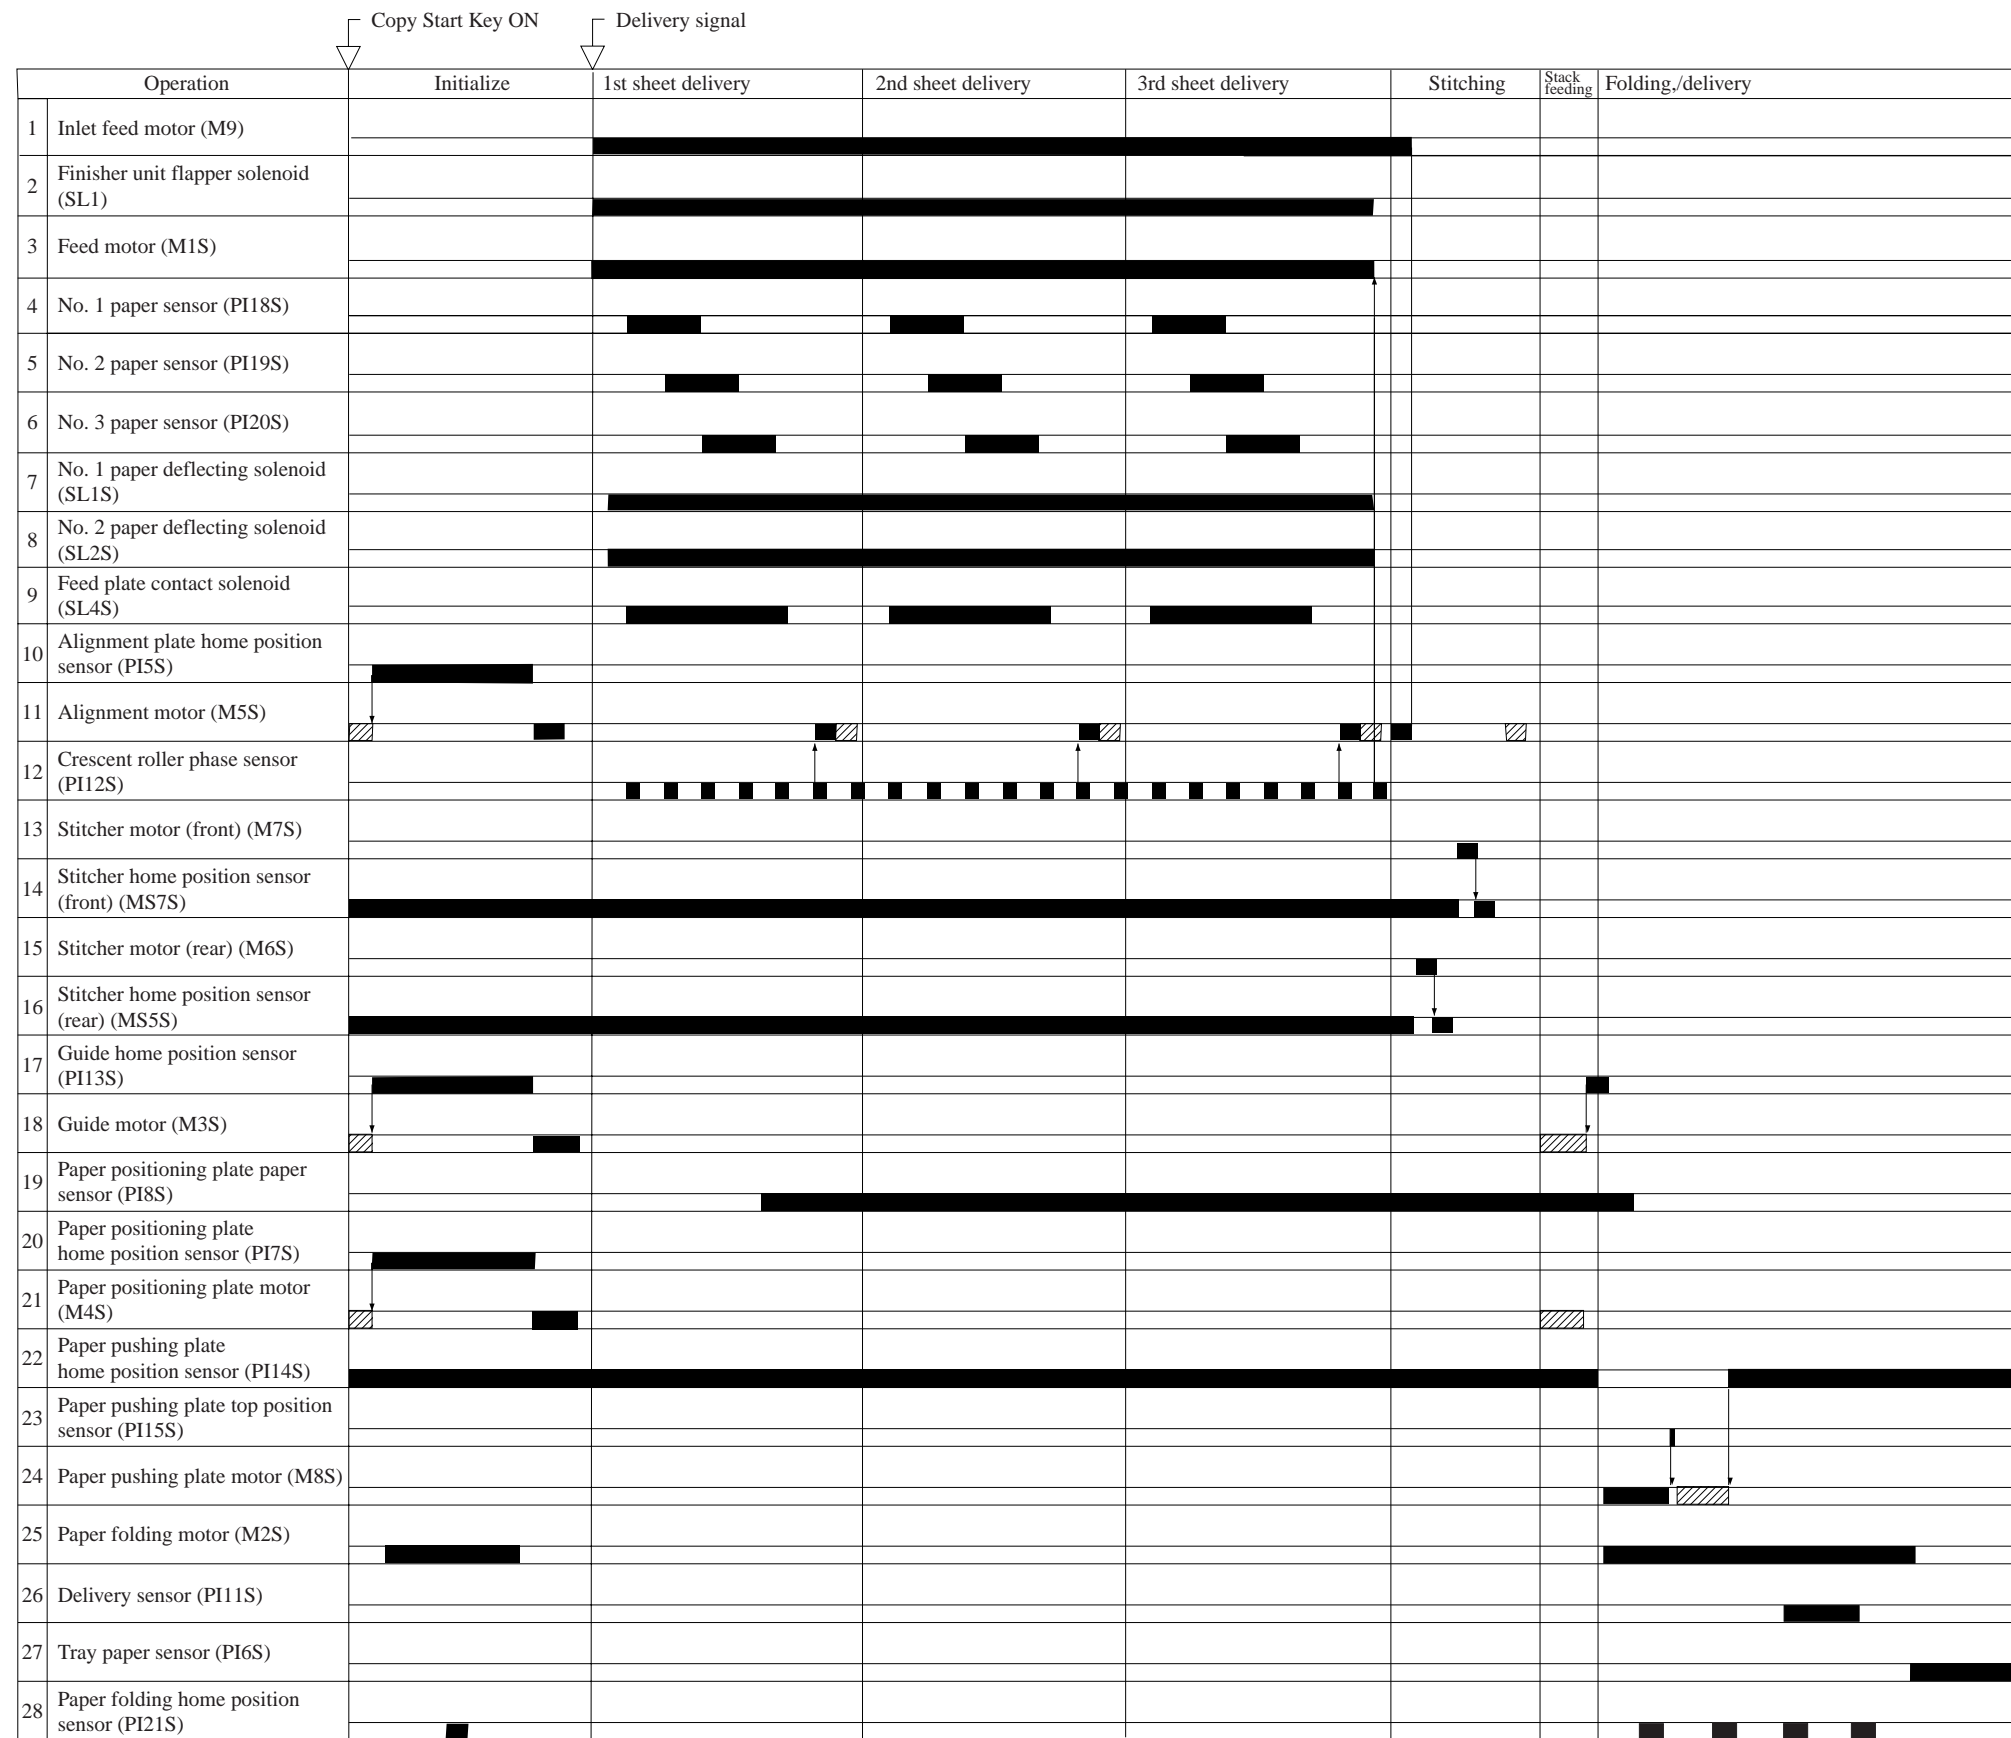 Copy Start Key ON
Delivery signal
Operation
Initialize
1st sheet delivery
2nd sheet delivery
3rd sheet delivery
Stitching
Stack
feeding
Folding,/delivery
1
Inlet feed motor (M9)
2
Finisher unit flapper solenoid
(SL1)
3
Feed motor (M1S)
4
No. 1 paper sensor (PI18S)
5
No. 2 paper sensor (PI19S)
6
No. 3 paper sensor (PI20S)
7
No. 1 paper deflecting solenoid
(SL1S)
8
No. 2 paper deflecting solenoid
(SL2S)
9
Feed plate contact solenoid
(SL4S)
10
Alignment plate home position
sensor (PI5S)
11
Alignment motor (M5S)
12
Crescent roller phase sensor
(PI12S)
13
Stitcher motor (front) (M7S)
14
Stitcher home position sensor
(front) (MS7S)
15
Stitcher motor (rear) (M6S)
16
Stitcher home position sensor
(rear) (MS5S)
17
Guide home position sensor
(PI13S)
18
Guide motor (M3S)
19
Paper positioning plate paper
sensor (PI8S)
20
Paper positioning plate
home position sensor (PI7S)
21
Paper positioning plate motor
(M4S)
22
Paper pushing plate
home position sensor (PI14S)
23
Paper pushing plate top position
sensor (PI15S)
24
Paper pushing plate motor (M8S)
25
Paper folding motor (M2S)
26
Delivery sensor (PI11S)
27
Tray paper sensor (PI6S)
28
Paper folding home position
sensor (PI21S)